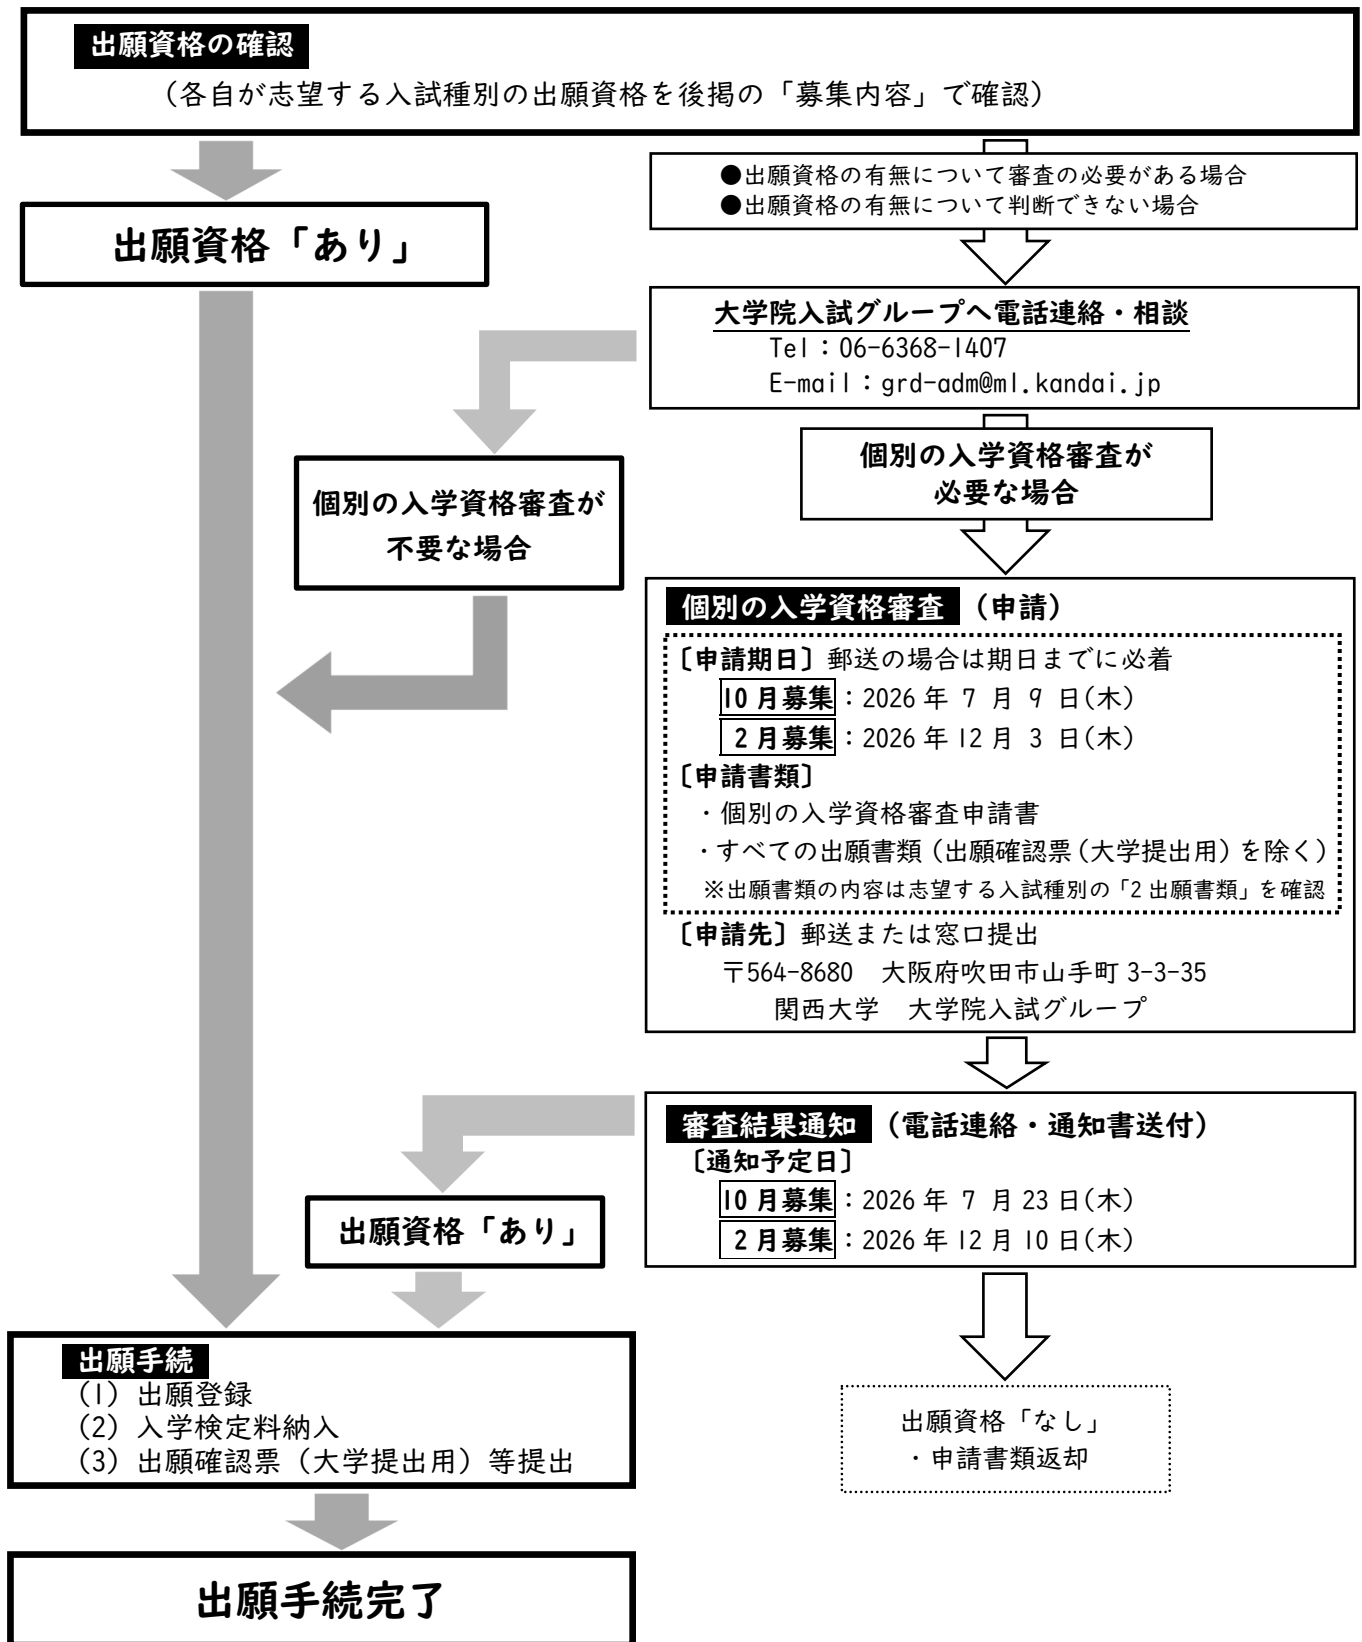 出願資格の確認
（各自が志望する入試種別の出願資格を後掲の「募集内容」で確認）
●出願資格の有無について審査の必要がある場合
●出願資格の有無について判断できない場合
出願資格「あり」
大学院入試グループへ電話連絡・相談
Tel：06-6368-1407
E-mail：grd-adm@ml.kandai.jp
個別の入学資格審査が
不要な場合
個別の入学資格審査が
必要な場合
個別の入学資格審査 （申請）
〔申請期日〕郵送の場合は期日までに必着
10月募集：2026年 7 月 9 日(木)
2月募集：2026年12月 3 日(木)
〔申請書類〕
・個別の入学資格審査申請書
・すべての出願書類（出願確認票（大学提出用）を除く）
※出願書類の内容は志望する入試種別の「2出願書類」を確認
〔申請先〕郵送または窓口提出
〒564-8680 大阪府吹田市山手町3-3-35
関西大学 大学院入試グループ
審査結果通知 （電話連絡・通知書送付）
〔通知予定日〕
10月募集：2026年 7 月23日(木)
2月募集：2026年12月10日(木)
出願資格「あり」
出願手続
(1) 出願登録
(2) 入学検定料納入
(3) 出願確認票（大学提出用）等提出
出願資格「なし」
・申請書類返却
出願手続完了